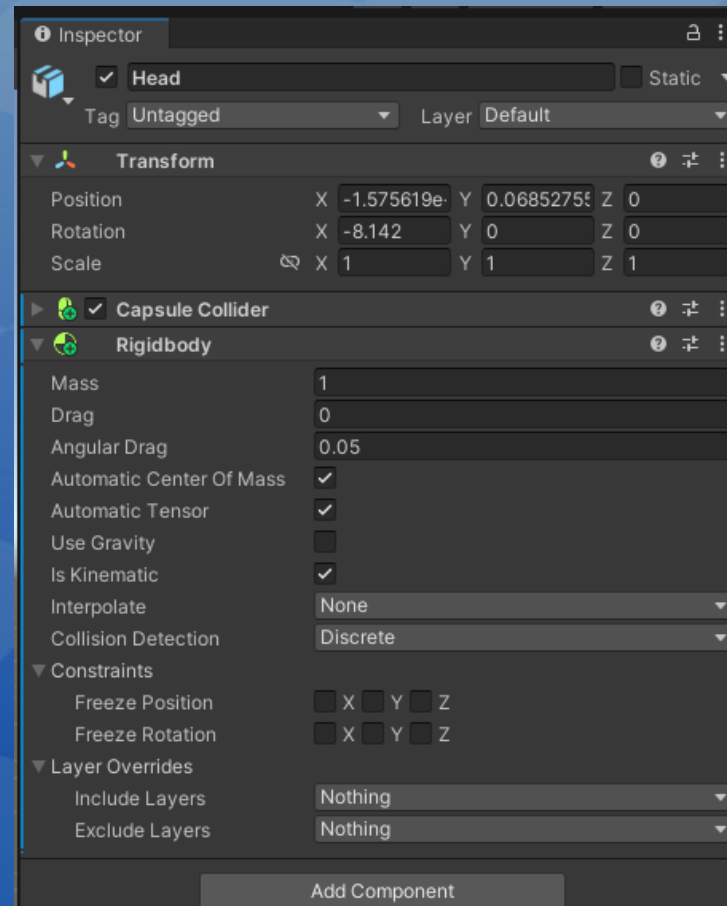 Inspector
Head Static
Tag Untagged Layer Default
Transform
Position X -1.575619e- Y 0.06852755 Z 0
Rotation X -8.142 Y 0 Z 0
Scale X 1 Y 1 Z 1
Capsule Collider
Rigidbody
Mass 1
Drag 0
Angular Drag 0.05
Automatic Center Of Mass
Automatic Tensor
Use Gravity
Is Kinematic
Interpolate None
Collision Detection Discrete
Constraints
Freeze Position X Y Z
Freeze Rotation X Y Z
Layer Overrides
Include Layers Nothing
Exclude Layers Nothing
Add Component